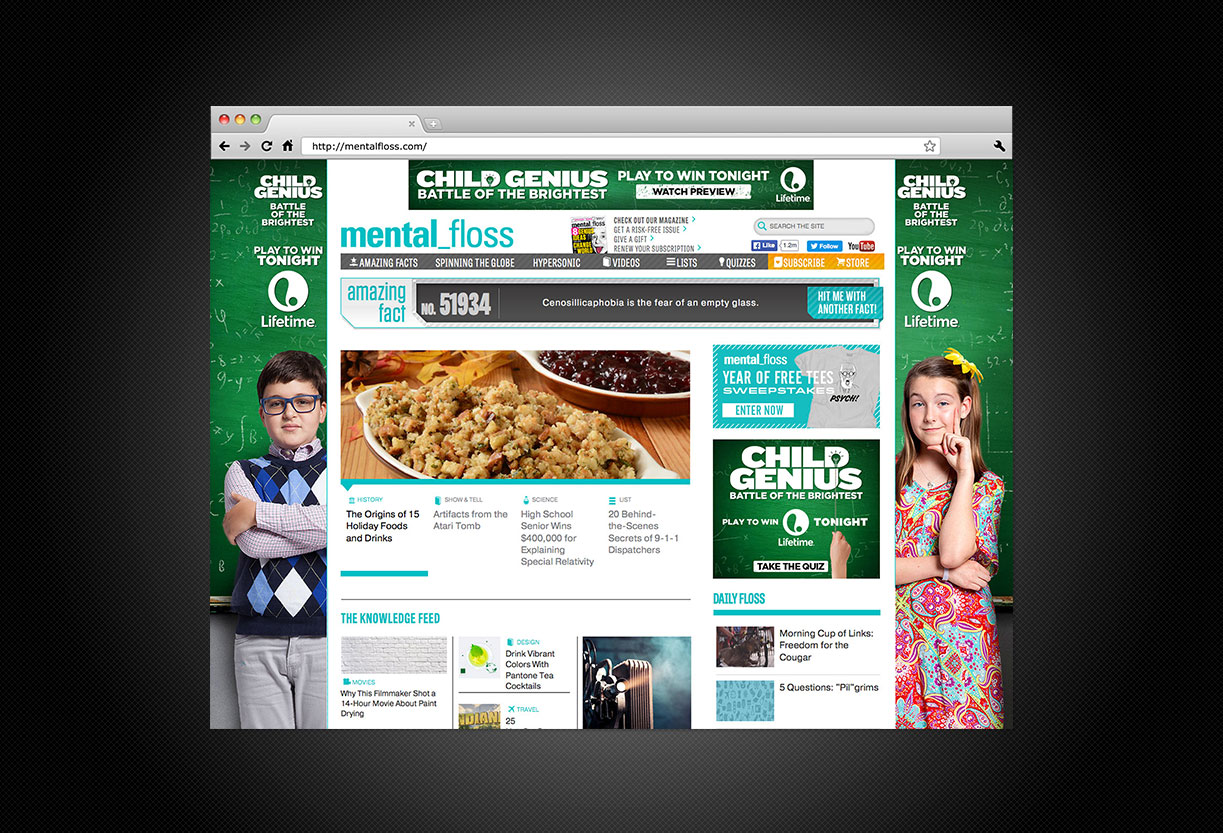 http://mentalfloss.com/
CHILD GENIUS
BATTLE OF THE BRIGHTEST
PLAY TO WIN TONIGHT
WATCH PREVIEW
Lifetime
CHILD
GENIUS
BATTLE
OF THE
BRIGHTEST
PLAY TO WIN
TONIGHT
Lifetime
CHILD
GENIUS
BATTLE
OF THE
BRIGHTEST
PLAY TO WIN
TONIGHT
Lifetime
mental_floss
mental_floss
GENIUS
IDEAS
CHANGE
WORLD
CHECK OUT OUR MAGAZINE
GET A RISK-FREE ISSUE
GIVE A GIFT
RENEW YOUR SUBSCRIPTION
SEARCH THE SITE
Like 1.2m Follow YouTube
AMAZING FACTS SPINNING THE GLOBE HYPERSONIC VIDEOS LISTS QUIZZES SUBSCRIBE STORE
amazing
fact
NO. 51934
Cenosillicaphobia is the fear of an empty glass.
HIT ME WITH
ANOTHER FACT!
HISTORY
The Origins of 15
Holiday Foods
and Drinks
SHOW & TELL
Artifacts from the
Atari Tomb
SCIENCE
High School
Senior Wins
$400,000 for
Explaining
Special Relativity
LIST
20 Behind-
the-Scenes
Secrets of 9-1-1
Dispatchers
mental_floss
YEAR OF FREE TEES
SWEEPSTAKES
ENTER NOW
PSYCH!
CHILD
GENIUS
BATTLE OF THE BRIGHTEST
PLAY TO WIN TONIGHT
Lifetime
TAKE THE QUIZ
THE KNOWLEDGE FEED
MOVIES
Why This Filmmaker Shot a
14-Hour Movie About Paint
Drying
DESIGN
Drink Vibrant
Colors With
Pantone Tea
Cocktails
INDIAN
TRAVEL
25
DAILY FLOSS
Morning Cup of Links:
Freedom for the
Cougar
5 Questions: "Pil"grims